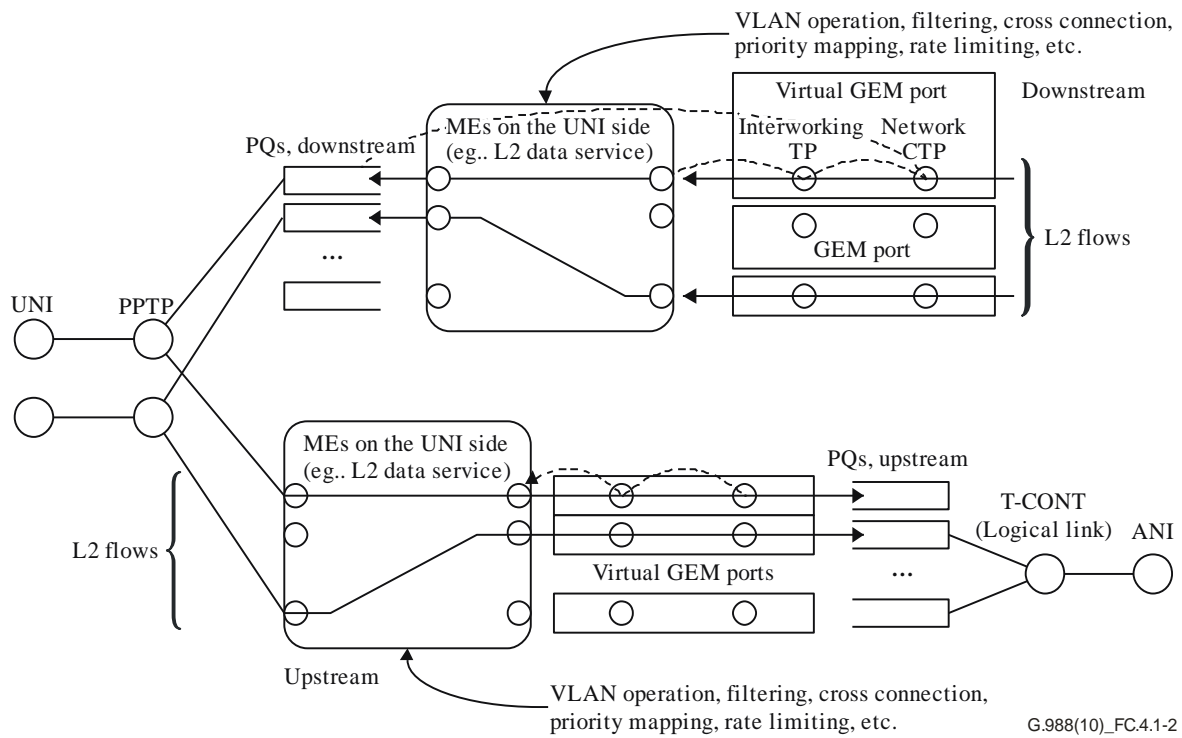 VLAN operation, filtering, cross connection,
priority mapping, rate limiting, etc.
Virtual GEM port
Downstream
MEs on the UNI side
(eg.. L2 data service)
Interworking
TP
Network
CTP
PQs, downstream
...
GEM port
L2 flows
UNI
PPTP
MEs on the UNI side
(eg.. L2 data service)
PQs, upstream
T-CONT
(Logical link)
ANI
L2 flows
Virtual GEM ports
...
Upstream
VLAN operation, filtering, cross connection,
priority mapping, rate limiting, etc.
G.988(10)_FC.4.1-2